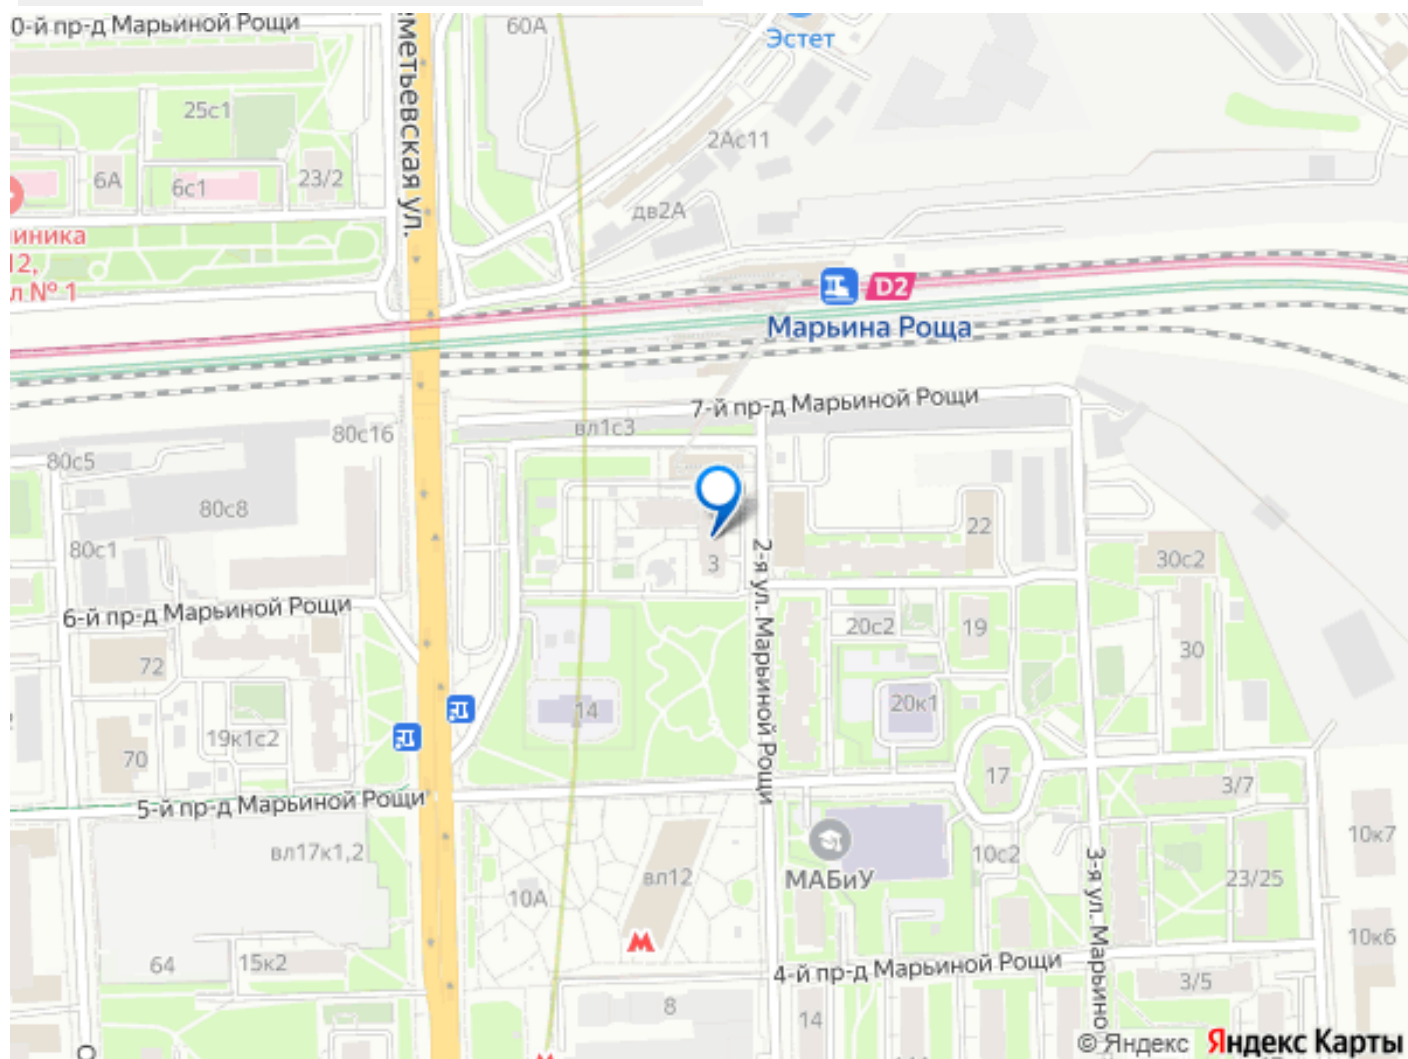 0-й пр-д Марьиной Рощи
60А
Эстет
метьевская ул.
25с1
2Ас11
6А
6с1
23/2
дв2А
иника
12,
л № 1
D2
Марьина Роща
7-й пр-д Марьиной Рощи
80с16
вл1с3
80с5
80с8
22
80с1
3
30с2
2-я ул. Марьиной Рощи
6-й пр-д Марьиной Рощи
20с2
19
30
72
14
20к1
19к1с2
70
17
3/7
5-й пр-д Марьиной Рощи
10к7
вл17к1,2
10с2
вл12
МАБиУ
23/25
10А
3-я ул. Марьино
10к6
М
64
15к2
4-й пр-д Марьиной Рощи
3/5
8
14
© Яндекс Яндекс Карты